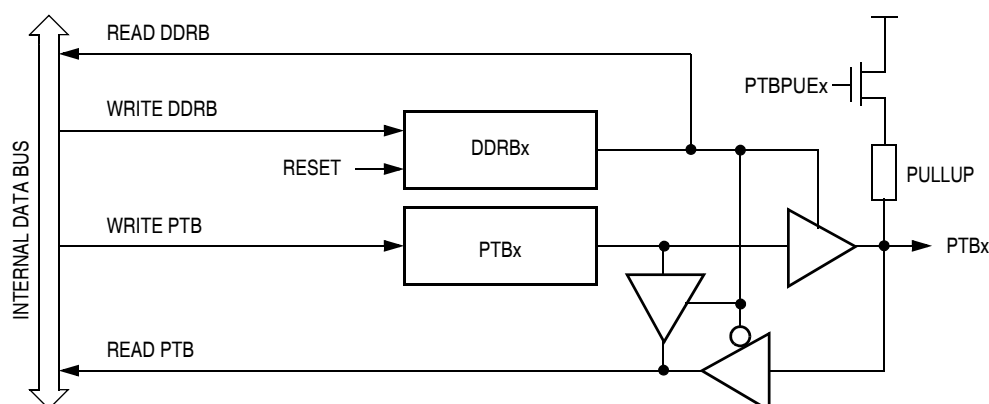 READ DDRB
PTBPUEx
WRITE DDRB
DDRBx
RESET
PULLUP
INTERNAL DATA BUS
WRITE PTB
PTBx
PTBx
READ PTB